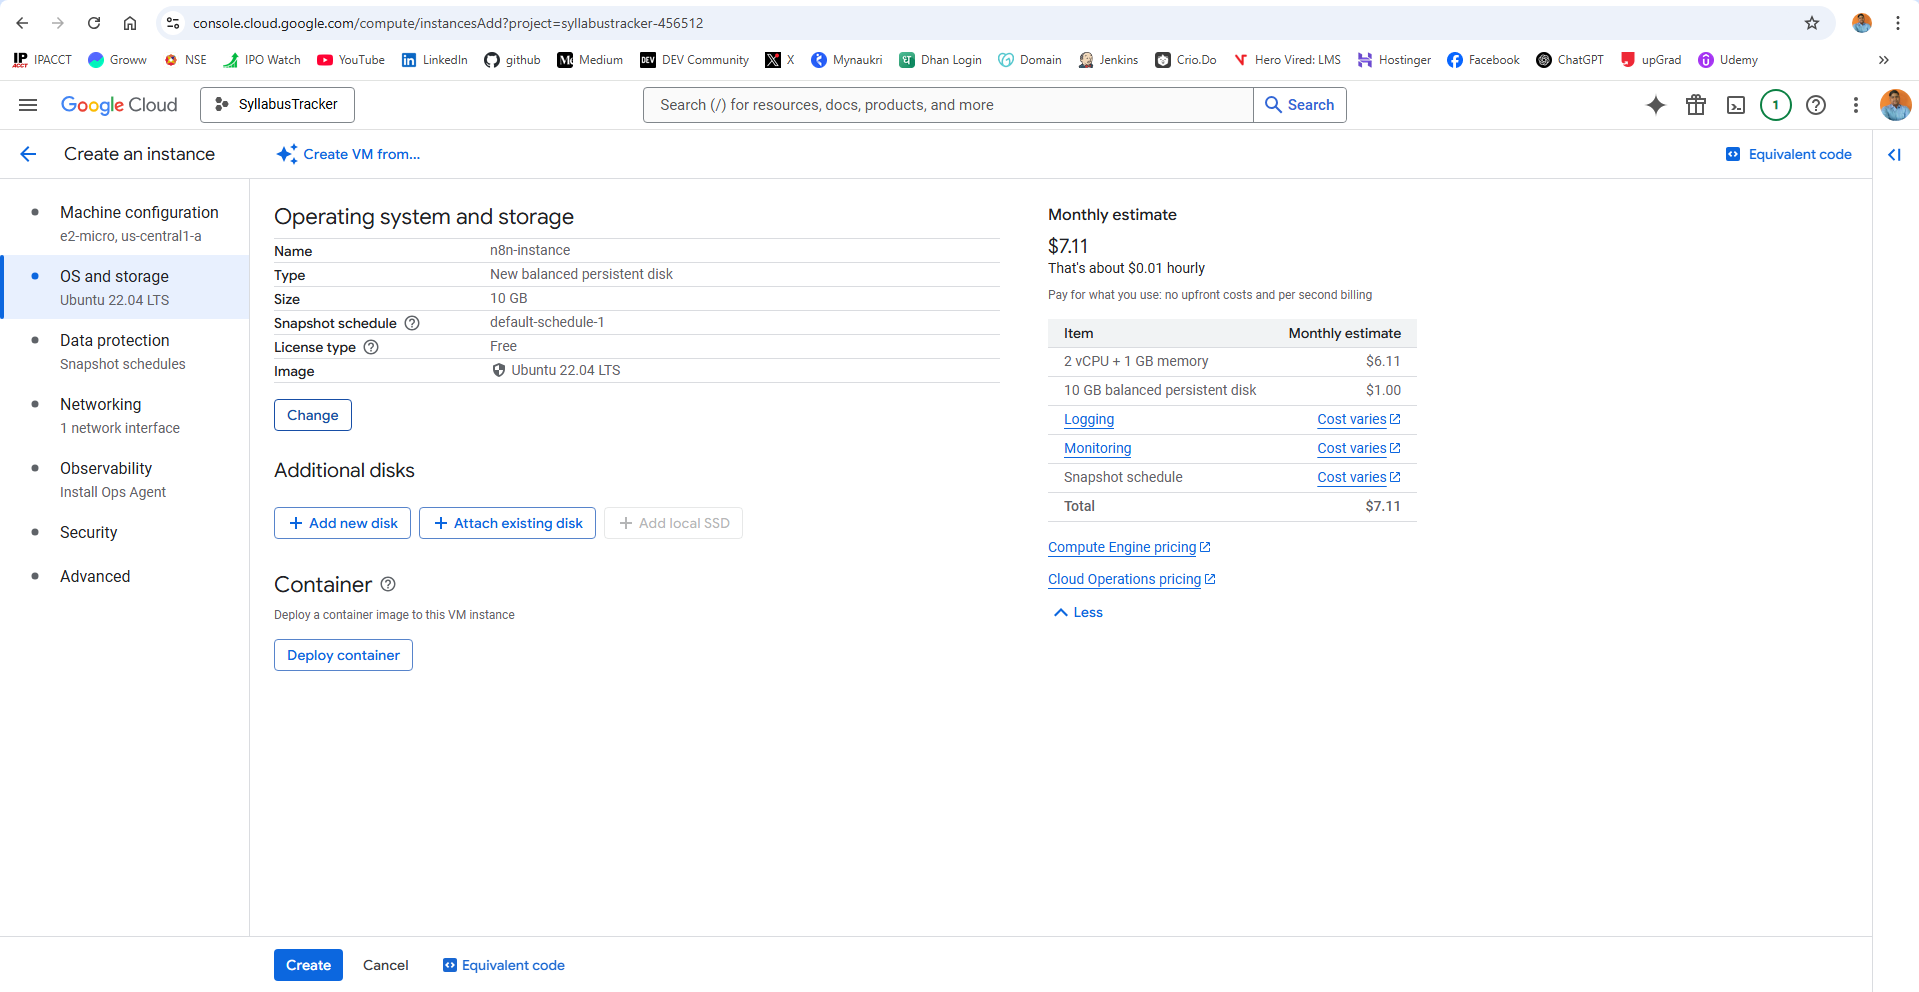 console.cloud.google.com/compute/instancesAdd?project=syllabustracker-456512
IP ACCT IPACCT Groww NSE IPO Watch YouTube LinkedIn github Medium DEV DEV Community X Mynaukri Dhan Login Domain Jenkins Crio.Do Hero Vired: LMS Hostinger Facebook ChatGPT upGrad Udemy
Google Cloud SyllabusTracker Search (/) for resources, docs, products, and more Search 1
Create an instance Create VM from... Equivalent code
Machine configuration
e2-micro, us-central1-a
OS and storage
Ubuntu 22.04 LTS
Data protection
Snapshot schedules
Networking
1 network interface
Observability
Install Ops Agent
Security
Advanced
Operating system and storage
Name n8n-instance
Type New balanced persistent disk
Size 10 GB
Snapshot schedule default-schedule-1
License type Free
Image Ubuntu 22.04 LTS
Change
Additional disks
Add new disk Attach existing disk Add local SSD
Container
Deploy a container image to this VM instance
Deploy container
Monthly estimate
$7.11
That's about $0.01 hourly
Pay for what you use: no upfront costs and per second billing
Item Monthly estimate
2 vCPU + 1 GB memory $6.11
10 GB balanced persistent disk $1.00
Logging Cost varies
Monitoring Cost varies
Snapshot schedule Cost varies
Total $7.11
Compute Engine pricing
Cloud Operations pricing
Less
Create Cancel Equivalent code